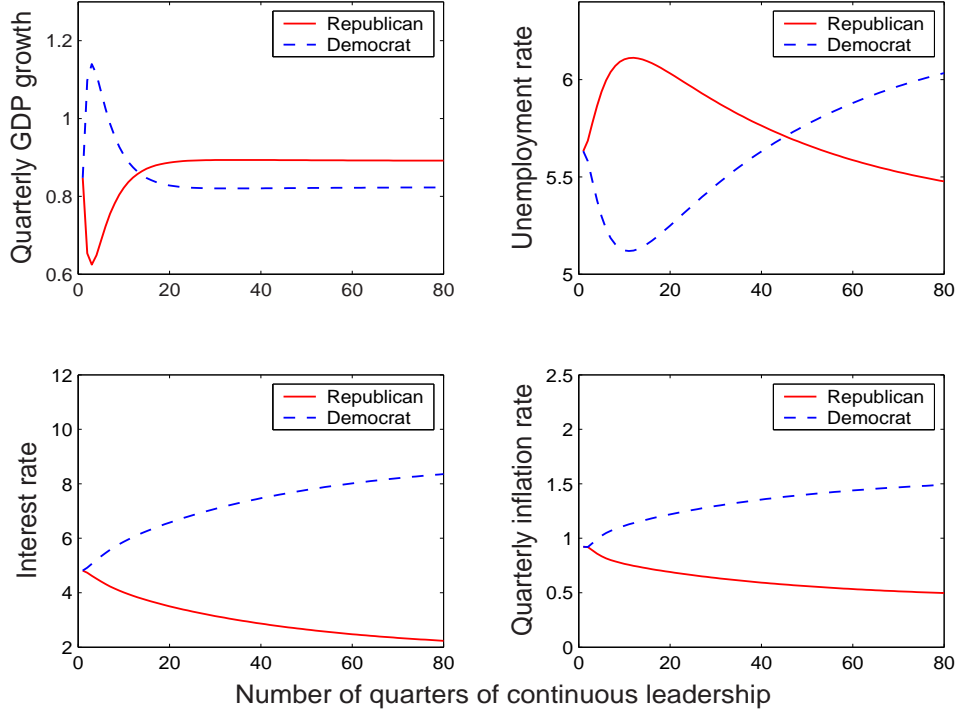 Quarterly GDP growth
1.2
1
0.8
0.6
0 20 40 60 80
Republican
Democrat
Unemployment rate
6
5.5
5
0 20 40 60 80
Republican
Democrat
Interest rate
12
10
8
6
4
2
0 20 40 60 80
Republican
Democrat
Quarterly inflation rate
2.5
2
1.5
1
0.5
0
0 20 40 60 80
Republican
Democrat
Number of quarters of continuous leadership